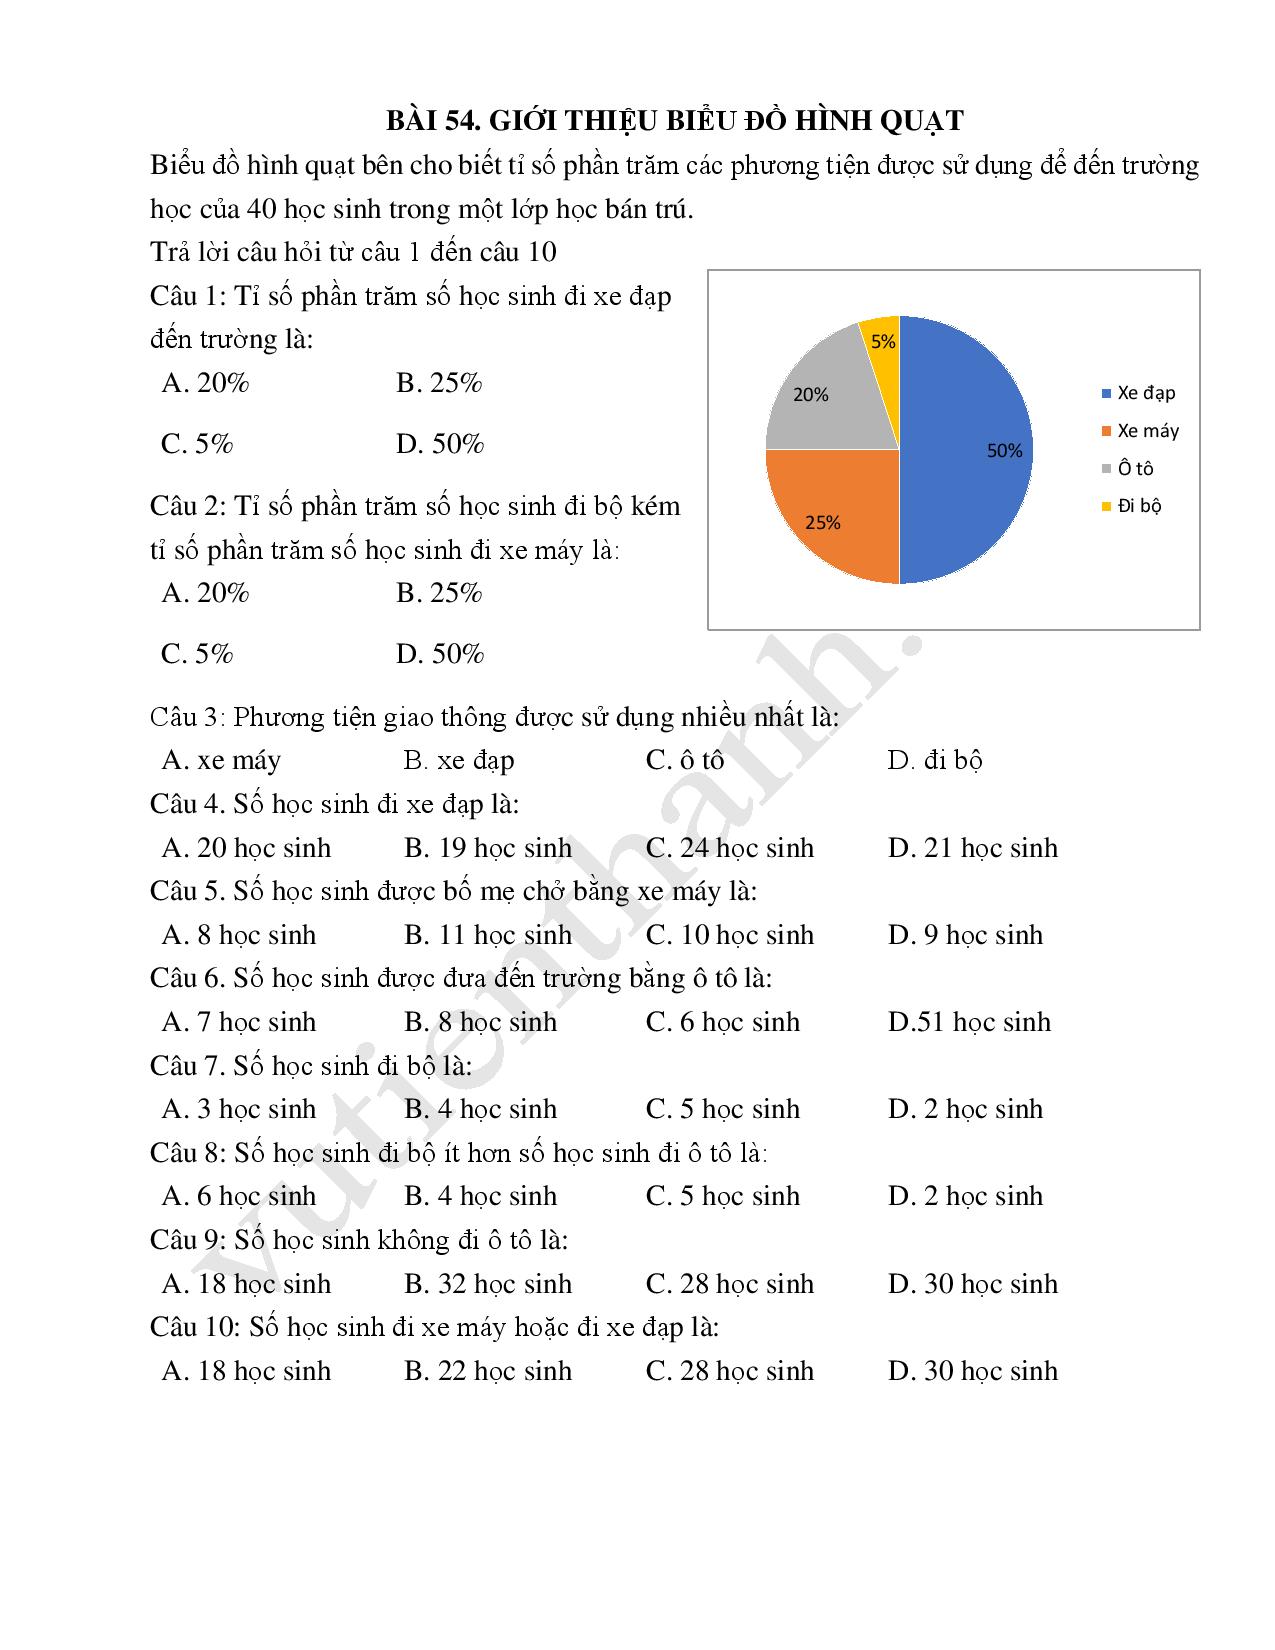 BÀI 54. GIỚI THIỆU BIỂU ĐỒ HÌNH QUẠT
Biểu đồ hình quạt bên cho biết tỉ số phần trăm các phương tiện được sử dụng để đến trường
học của 40 học sinh trong một lớp học bán trú.
Trả lời câu hỏi từ câu 1 đến câu 10
Câu 1: Tỉ số phần trăm số học sinh đi xe đạp
đến trường là:
A. 20% B. 25%
C. 5% D. 50%
Câu 2: Tỉ số phần trăm số học sinh đi bộ kém
tỉ số phần trăm số học sinh đi xe máy là:
A. 20% B. 25%
C. 5% D. 50%
5%
20%
50%
25%
Xe đạp
Xe máy
Ô tô
Đi bộ
Câu 3: Phương tiện giao thông được sử dụng nhiều nhất là:
A. xe máy B. xe đạp C. ô tô D. đi bộ
Câu 4. Số học sinh đi xe đạp là:
A. 20 học sinh B. 19 học sinh C. 24 học sinh D. 21 học sinh
Câu 5. Số học sinh được bố mẹ chở bằng xe máy là:
A. 8 học sinh B. 11 học sinh C. 10 học sinh D. 9 học sinh
Câu 6. Số học sinh được đưa đến trường bằng ô tô là:
A. 7 học sinh B. 8 học sinh C. 6 học sinh D.51 học sinh
Câu 7. Số học sinh đi bộ là:
A. 3 học sinh B. 4 học sinh C. 5 học sinh D. 2 học sinh
Câu 8: Số học sinh đi bộ ít hơn số học sinh đi ô tô là:
A. 6 học sinh B. 4 học sinh C. 5 học sinh D. 2 học sinh
Câu 9: Số học sinh không đi ô tô là:
A. 18 học sinh B. 32 học sinh C. 28 học sinh D. 30 học sinh
Câu 10: Số học sinh đi xe máy hoặc đi xe đạp là:
A. 18 học sinh B. 22 học sinh C. 28 học sinh D. 30 học sinh
vutienthanh.